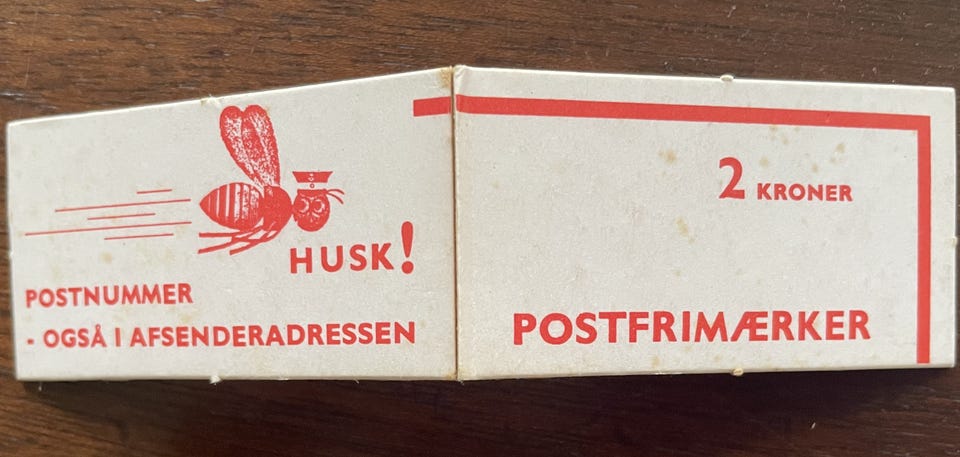 HUSK!
POSTNUMMER
- OGSÅ I AFSENDERADRESSEN
2 KRONER
POSTFRIMÆRKER